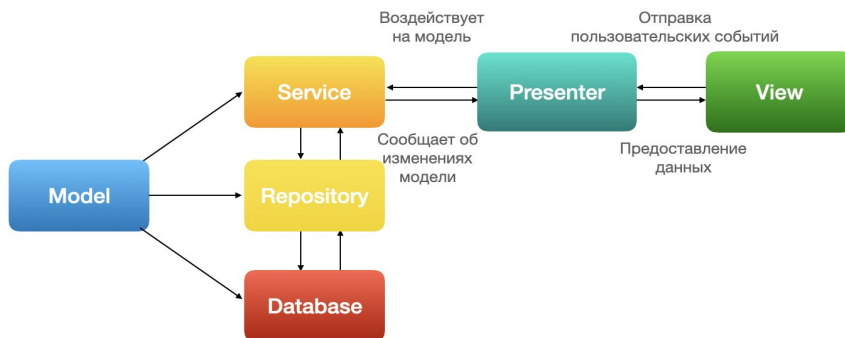 Воздействует
на модель
Отправка
пользовательских событий
Service
Presenter
View
Сообщает об
изменениях
модели
Предоставление
данных
Model
Repository
Database